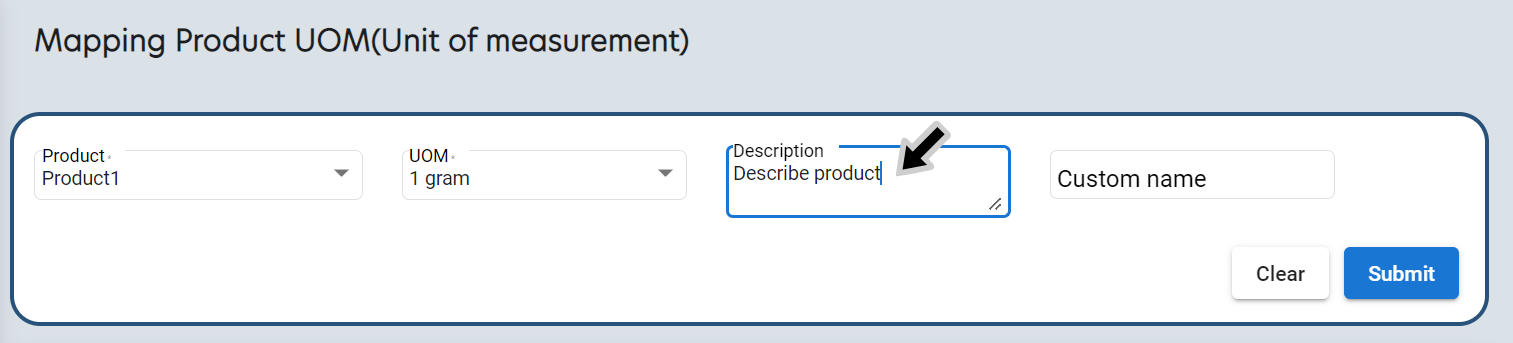 Mapping Product UOM(Unit of measurement)
Product *
Product1
UOM *
1 gram
Description
Describe product
Custom name
Clear
Submit